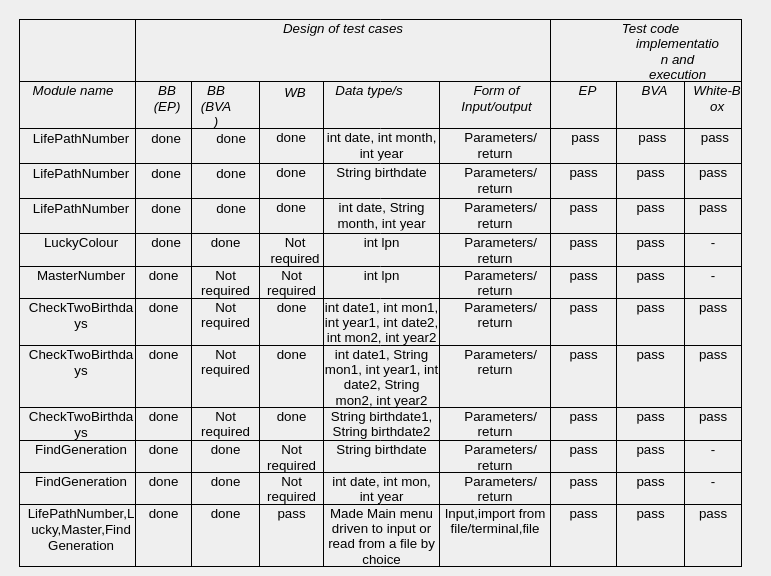 Design of test cases
Test code
implementatio
n and
execution
Module name
BB
(EP)
BB
(BVA
)
WB
Data type/s
Form of
Input/output
EP
BVA
White-B
ox
LifePathNumber
done
done
done
int date, int month,
int year
Parameters/
return
pass
pass
pass
LifePathNumber
done
done
done
String birthdate
Parameters/
return
pass
pass
pass
LifePathNumber
done
done
done
int date, String
month, int year
Parameters/
return
pass
pass
pass
LuckyColour
done
done
Not
required
int lpn
Parameters/
return
pass
pass
-
MasterNumber
done
Not
required
Not
required
int lpn
Parameters/
return
pass
pass
-
CheckTwoBirthda
ys
done
Not
required
done
int date1, int mon1,
int year1, int date2,
int mon2, int year2
Parameters/
return
pass
pass
pass
CheckTwoBirthda
ys
done
Not
required
done
int date1, String
mon1, int year1, int
date2, String
mon2, int year2
Parameters/
return
pass
pass
pass
CheckTwoBirthda
ys
done
Not
required
done
String birthdate1,
String birthdate2
Parameters/
return
pass
pass
pass
FindGeneration
done
done
Not
required
String birthdate
Parameters/
return
pass
pass
-
FindGeneration
done
done
Not
required
int date, int mon,
int year
Parameters/
return
pass
pass
-
LifePathNumber,L
ucky,Master,Find
Generation
done
done
pass
Made Main menu
driven to input or
read from a file by
choice
Input,import from
file/terminal,file
pass
pass
pass